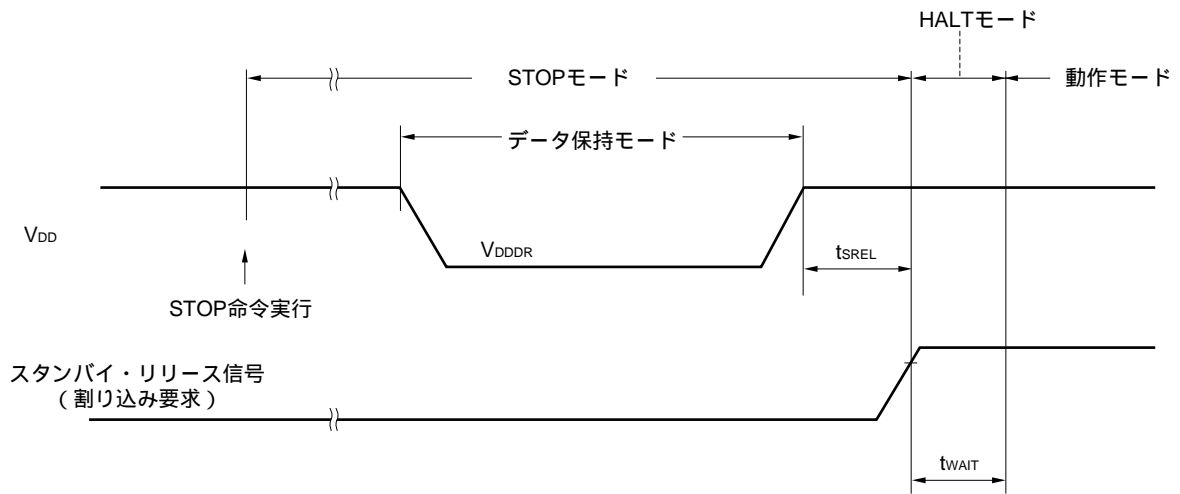 HALTモード
STOPモード
動作モード
データ保持モード
VDD
VDDDR
tSREL
STOP命令実行
スタンバイ・リリース信号
(割り込み要求)
tWAIT